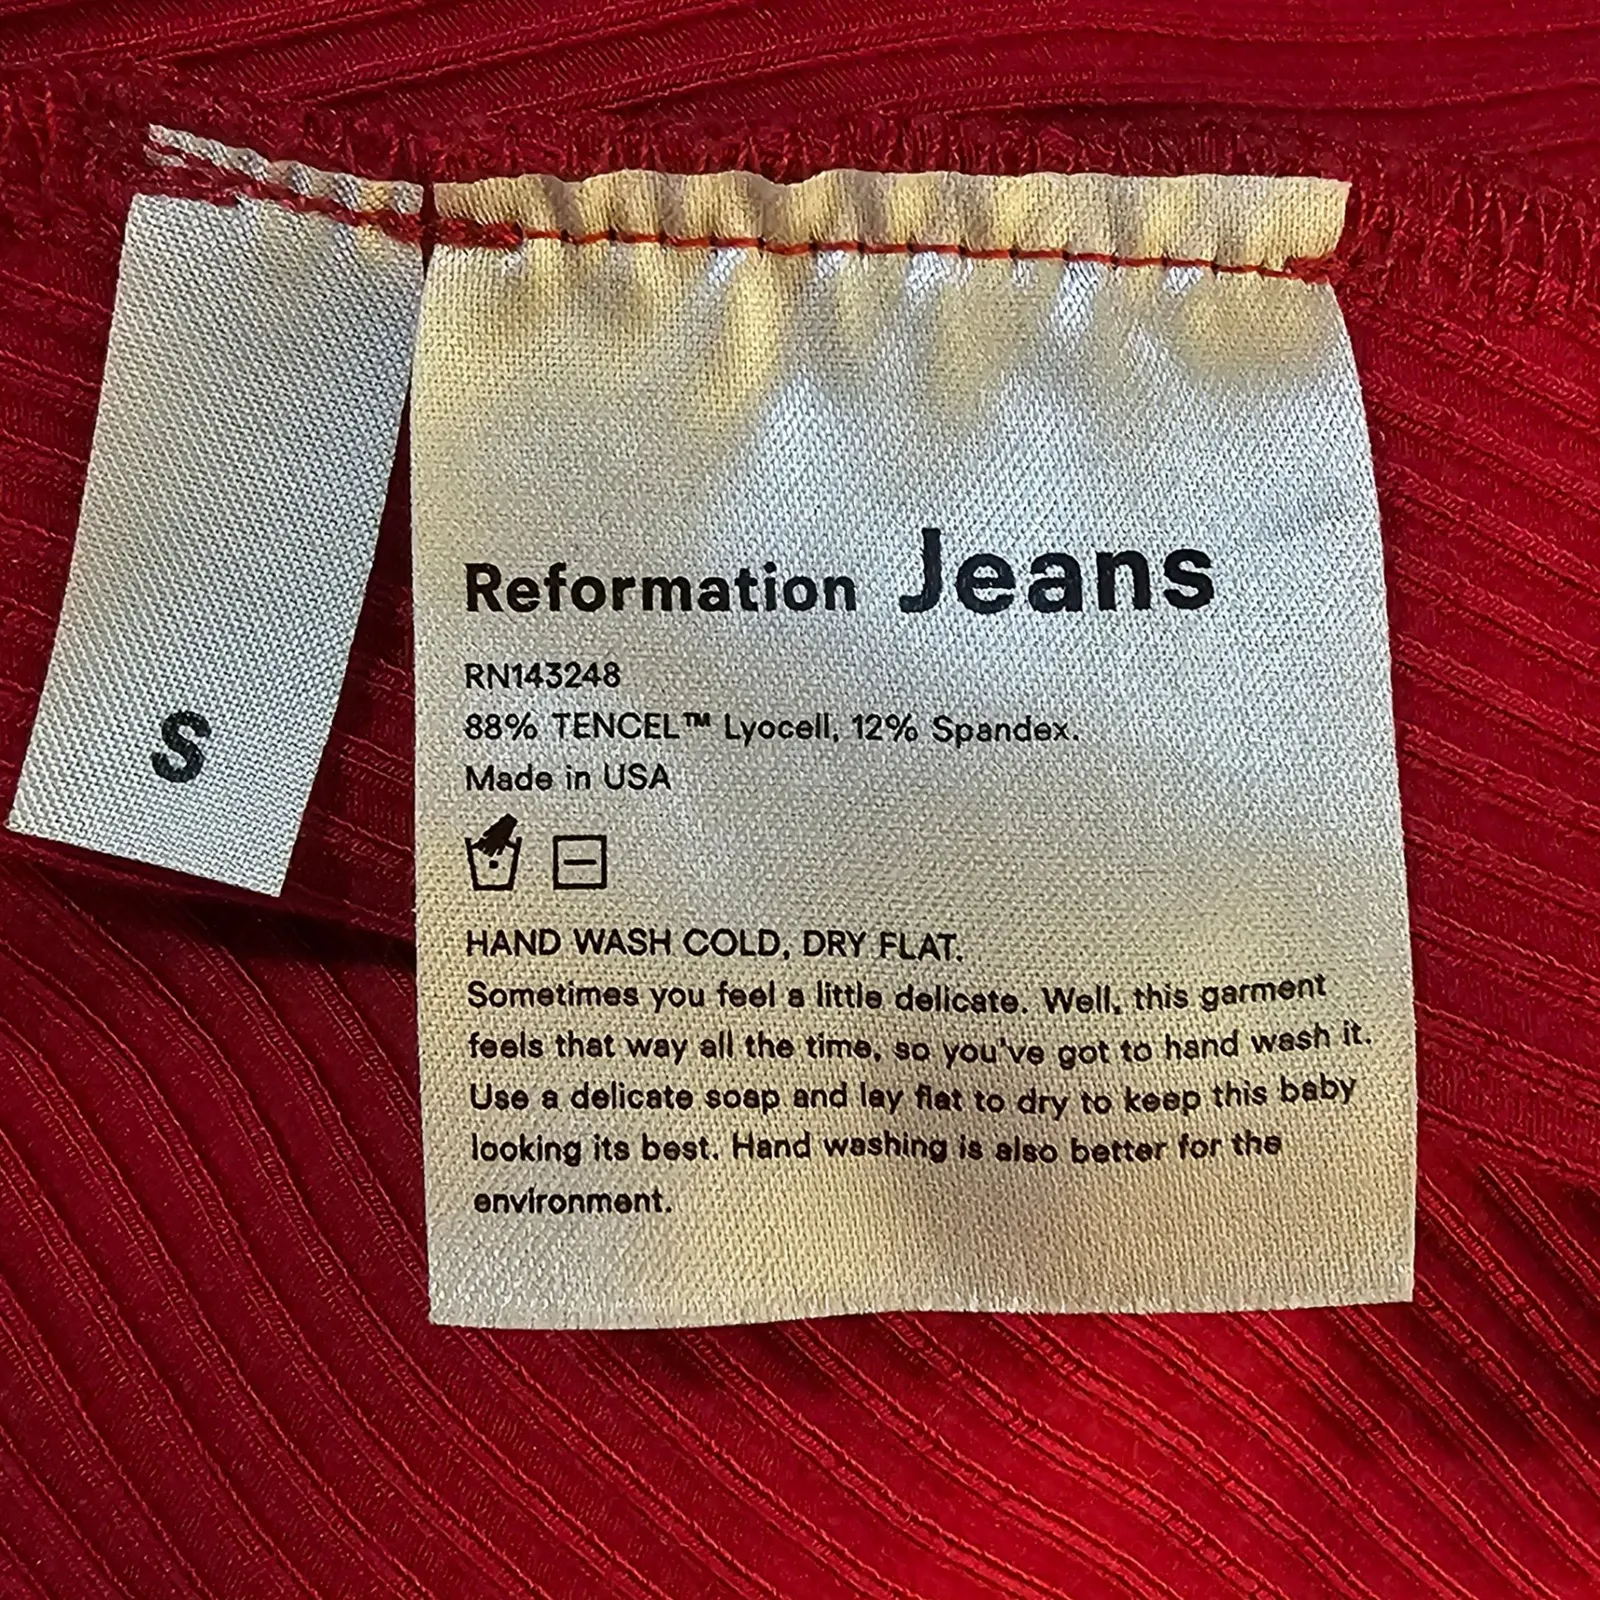 S
Reformation Jeans
RN143248
88% TENCEL™ Lyocell, 12% Spandex.
Made in USA
HAND WASH COLD, DRY FLAT.
Sometimes you feel a little delicate. Well, this garment
feels that way all the time, so you've got to hand wash it.
Use a delicate soap and lay flat to dry to keep this baby
looking its best. Hand washing is also better for the
environment.